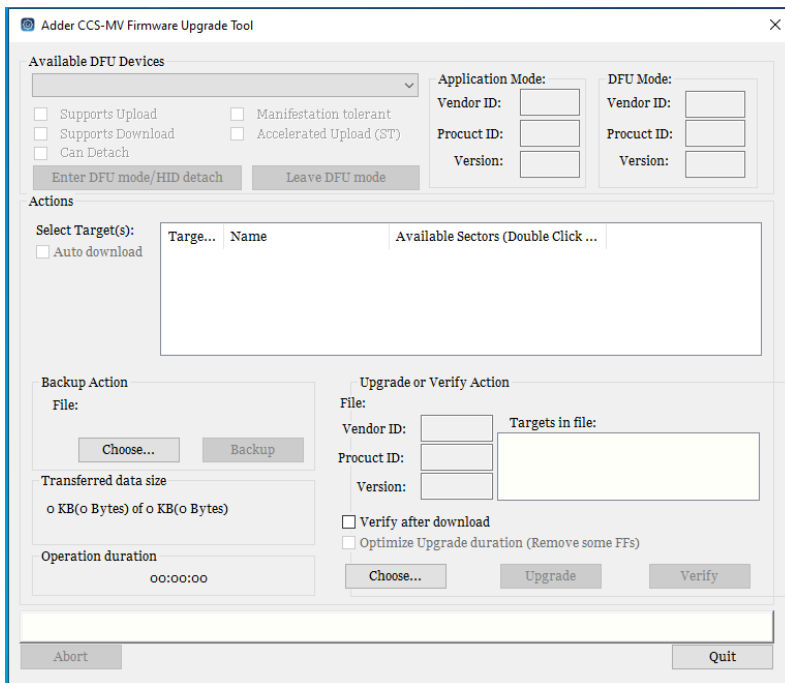 Adder CCS-MV Firmware Upgrade Tool
Available DFU Devices
Supports Upload
Manifestation tolerant
Supports Download
Accelerated Upload (ST)
Can Detach
Enter DFU mode/HID detach
Leave DFU mode
Application Mode:
Vendor ID:
Procuct ID:
Version:
DFU Mode:
Vendor ID:
Procuct ID:
Version:
Actions
Select Target(s):
Auto download
Targe... Name Available Sectors (Double Click ...
Backup Action
File:
Choose...
Backup
Transferred data size
0 KB(0 Bytes) of 0 KB(0 Bytes)
Operation duration
00:00:00
Upgrade or Verify Action
File:
Vendor ID:
Procuct ID:
Version:
Targets in file:
Verify after download
Optimize Upgrade duration (Remove some FFs)
Choose...
Upgrade
Verify
Abort
Quit